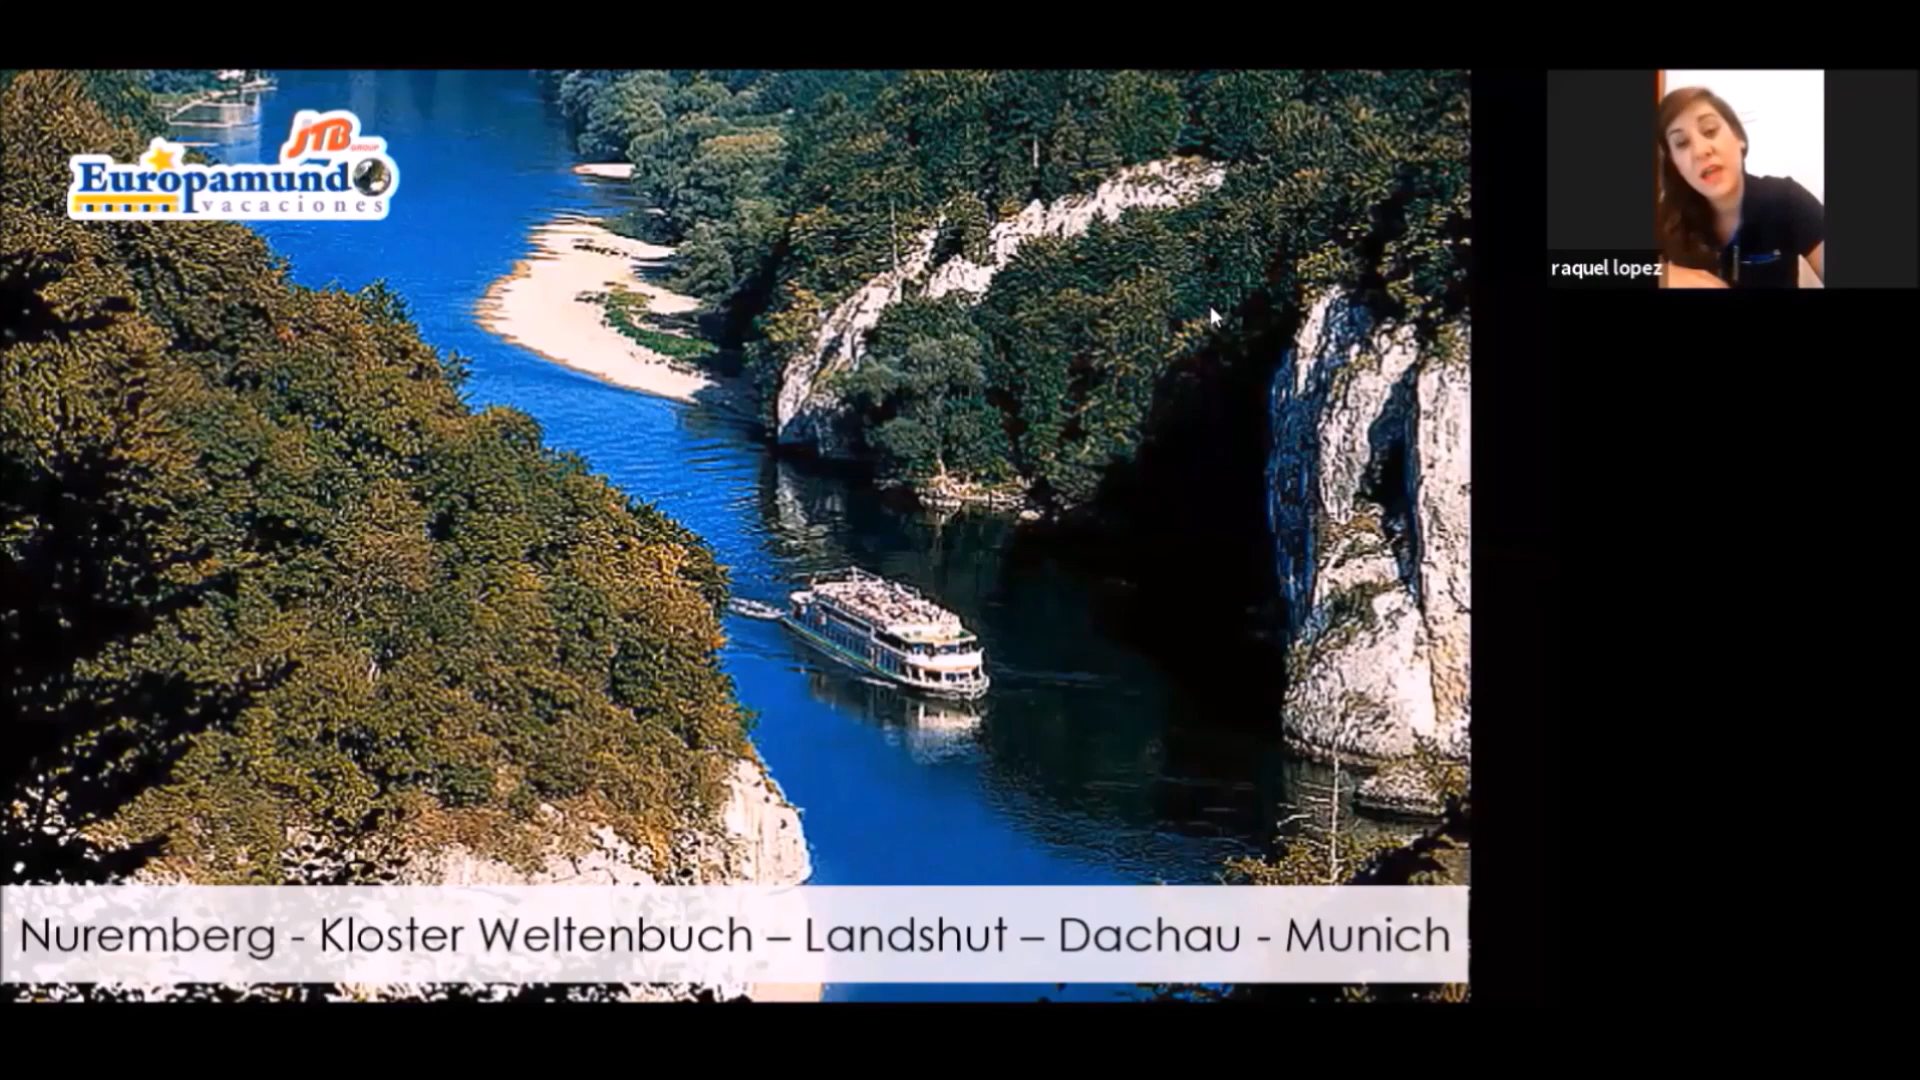 JTB GROUP
Europamundo
vacaciones
raquel lopez
Nuremberg - Kloster Weltenbuch – Landshut – Dachau - Munich